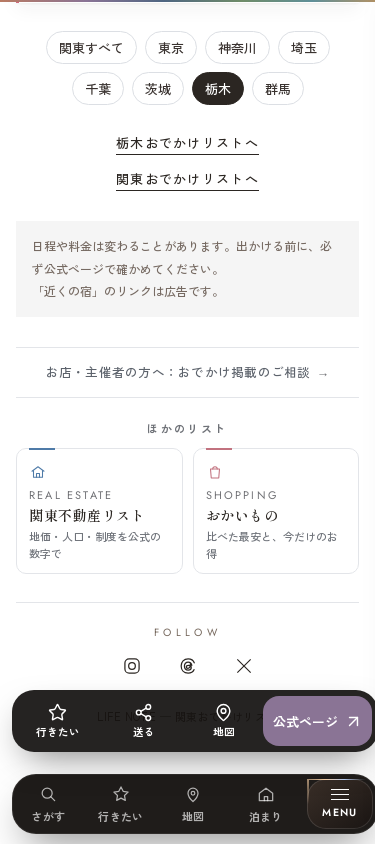 関東すべて
東京
神奈川
埼玉
千葉
茨城
栃木
群馬
栃木おでかけリストへ
関東おでかけリストへ
日程や料金は変わることがあります。出かける前に、必
ず公式ページで確かめてください。
「近くの宿」のリンクは広告です。
お店・主催者の方へ：おでかけ掲載のご相談 →
ほかのリスト
REAL ESTATE
関東不動産リスト
地価・人口・制度を公式の
数字で
SHOPPING
おかいもの
比べた最安と、今だけのお
得
FOLLOW
行きたい
送る
地図
公式ページ
さがす
行きたい
地図
泊まり
MENU